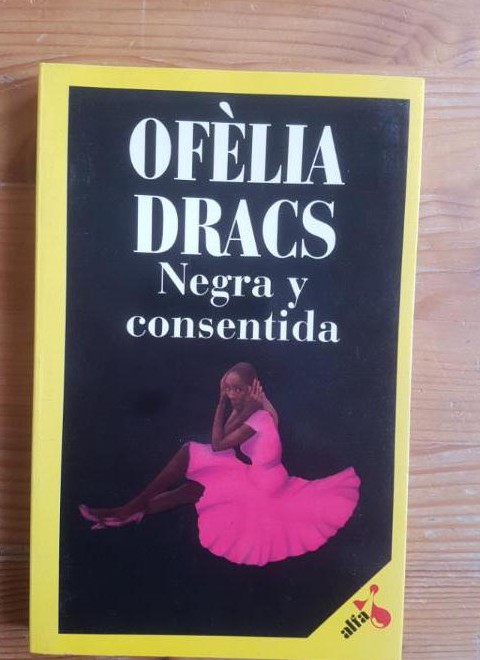 OFÈLIA
DRACS
Negra y
consentida
alfa